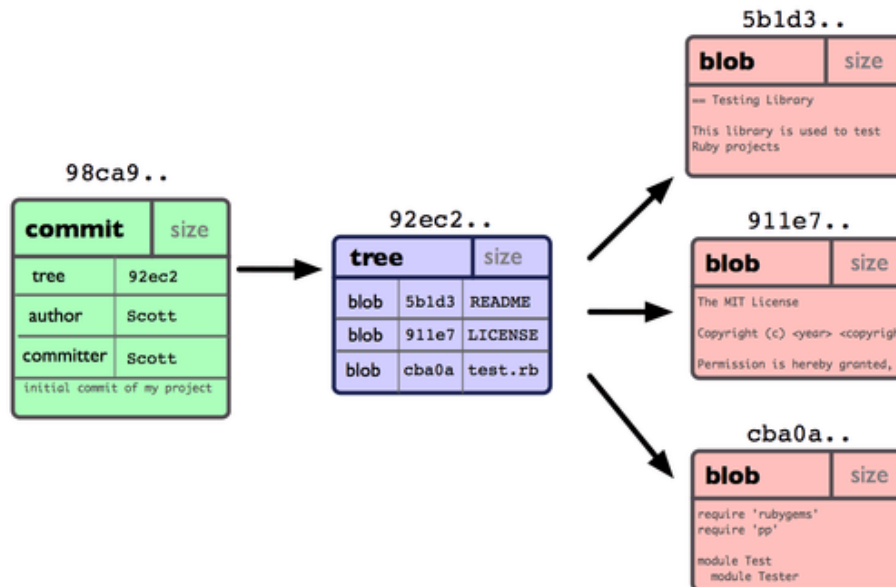 98ca9..
commit size
tree 92ec2
author Scott
committer Scott
initial commit of my project
92ec2..
tree size
blob 5b1d3 README
blob 911e7 LICENSE
blob cba0a test.rb
5b1d3..
blob size
== Testing Library
This library is used to test
Ruby projects
911e7..
blob size
The MIT License
Copyright (c) <year> <copyrigh
Permission is hereby granted,
cba0a..
blob size
require 'rubygems'
require 'pp'
module Test
module Tester